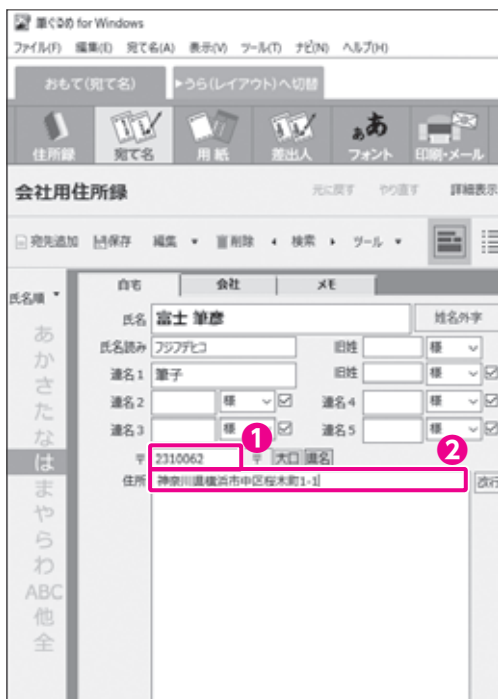 筆ぐるめ for Windows
ファイル(F) 編集(E) 宛て名(A) 表示(V) ツール(T) ナビ(N) ヘルプ(H)
おもて(宛て名) ▶うら(レイアウト)へ切替
住所録 宛て名 用紙 差出人 フォント 印刷・メール
会社用住所録 元に戻す やり直す 詳細表示
宛先追加 保存 編集 ▼ 削除 ◂ 検索 ▸ ツール ▼
氏名順 ▼ 自宅 会社 メモ
氏名 富士 筆彦 姓名外字
氏名読み フジフデヒコ 旧姓 様
連名1 筆子 旧姓 様
連名2 様 連名4 様
連名3 様 連名5 様
〒 2310062 ❶ 〒 大口 県名 ❷
住所 神奈川県横浜市中区桜木町1-1 改行
あ
か
さ
た
な
は
ま
や
ら
わ
ABC
他
全